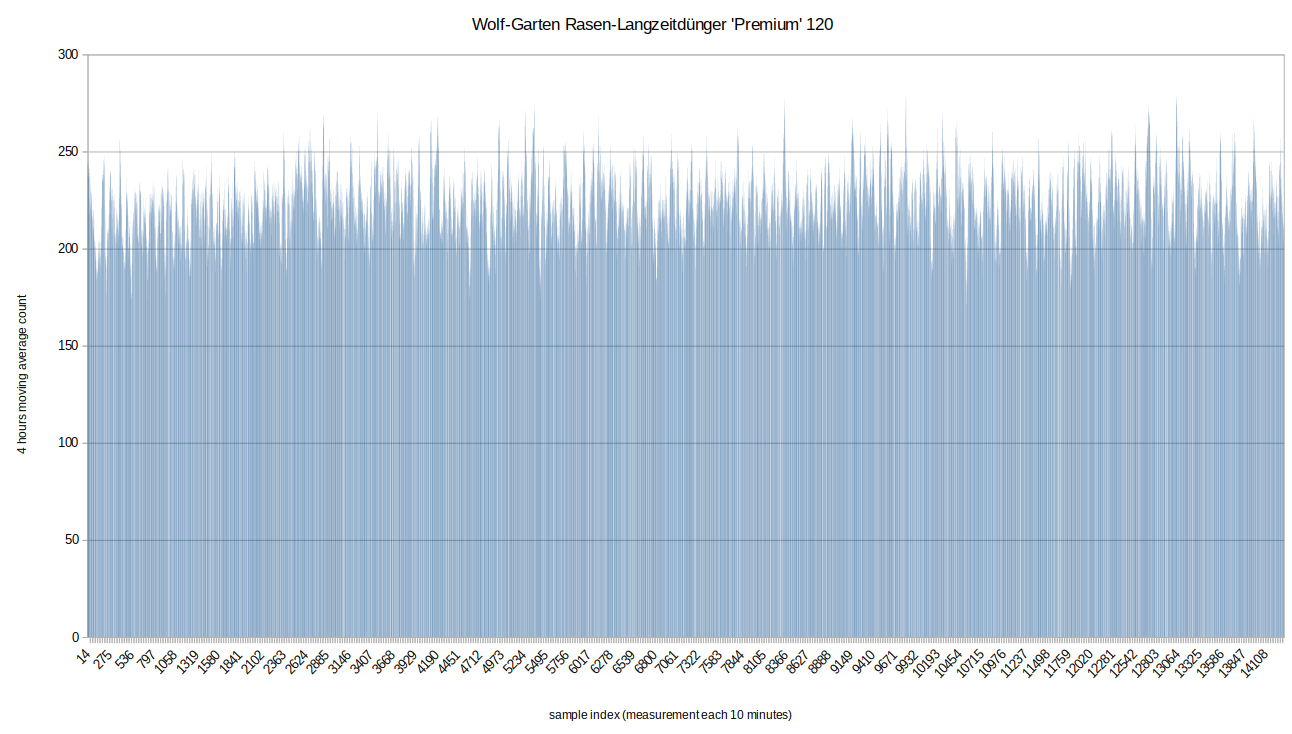 Wolf-Garten Rasen-Langzeitdünger 'Premium' 120
300
250
200
150
100
50
0
4 hours moving average count
14 275 536 797 1058 1319 1580 1841 2102 2363 2624 2885 3146 3407 3668 3929 4190 4451 4712 4973 5234 5495 5756 6017 6278 6539 6800 7061 7322 7583 7844 8105 8366 8627 8888 9149 9410 9671 9932 10193 10454 10715 10976 11237 11498 11759 12020 12281 12542 12803 13064 13325 13586 13847 14108
sample index (measurement each 10 minutes)